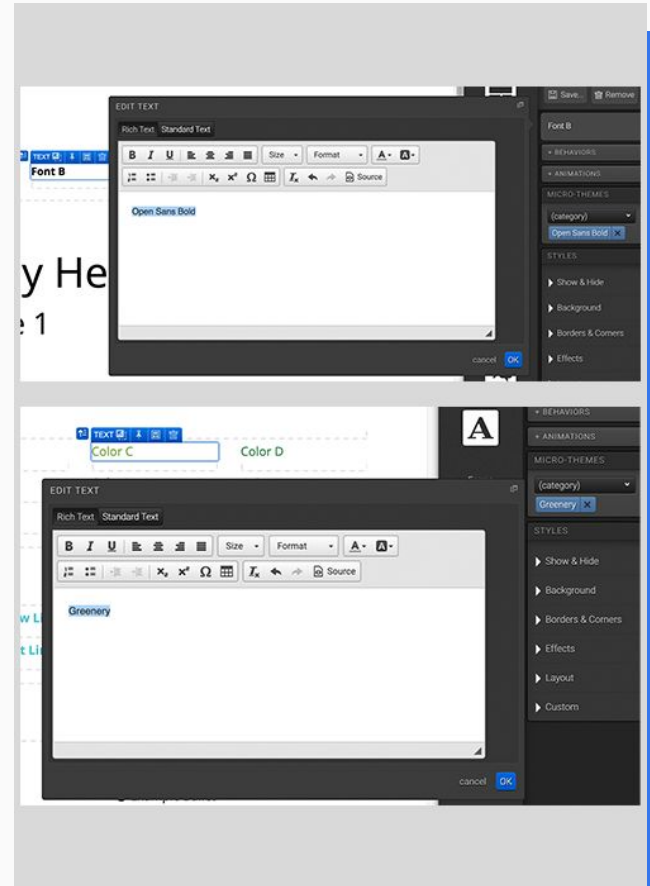 EDIT TEXT
Save... Remove
Rich Text Standard Text
Font B
B I U Size Format A A
+ BEHAVIORS
TEXT
Font B
Source
+ ANIMATIONS
MICRO-THEMES
Open Sans Bold
(category)
Open Sans Bold ×
y He
STYLES
Show & Hide
Background
1
Borders & Corners
cancel OK
Effects
+ BEHAVIORS
TEXT
A
+ ANIMATIONS
Color C Color D
MICRO-THEMES
(category)
EDIT TEXT
Greenery ×
Rich Text Standard Text
STYLES
B I U Size Format A A
Show & Hide
Source
Background
Greenery
w Li
Borders & Corners
t Li
Effects
Layout
Custom
cancel OK